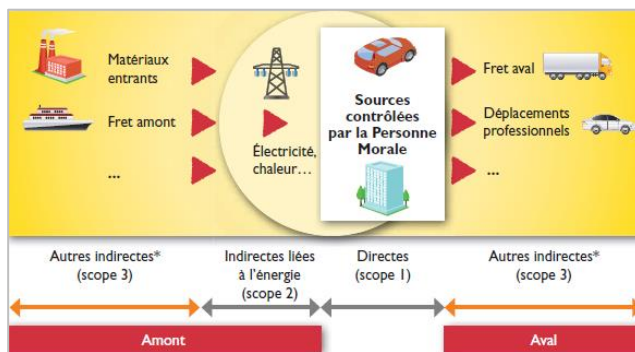 Matériaux
entrants
Fret amont
...
Électricité,
chaleur...
Sources
contrôlées
par la Personne
Morale
Fret aval
Déplacements
professionnels
...
Autres indirectes*
(scope 3)
Indirectes liées
à l'énergie
(scope 2)
Directes
(scope 1)
Autres indirectes*
(scope 3)
Amont
Aval